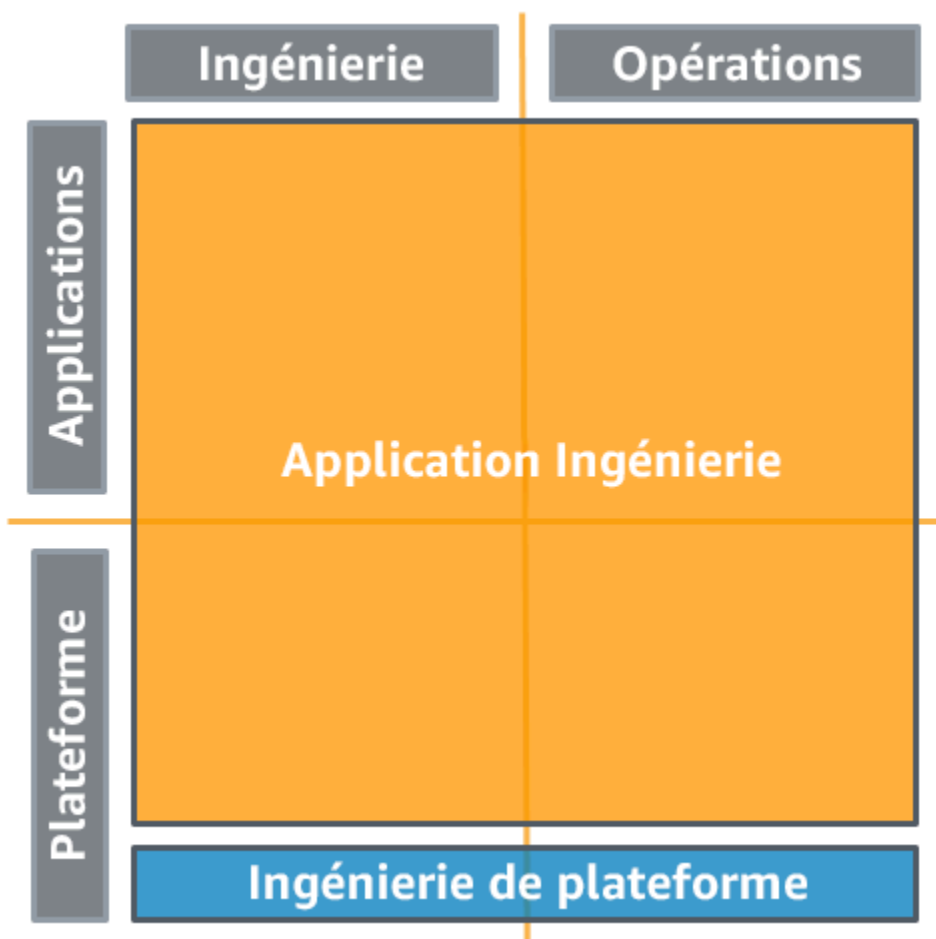 Ingénierie
Opérations
Applications
Application Ingénierie
Plateforme
Ingénierie de plateforme